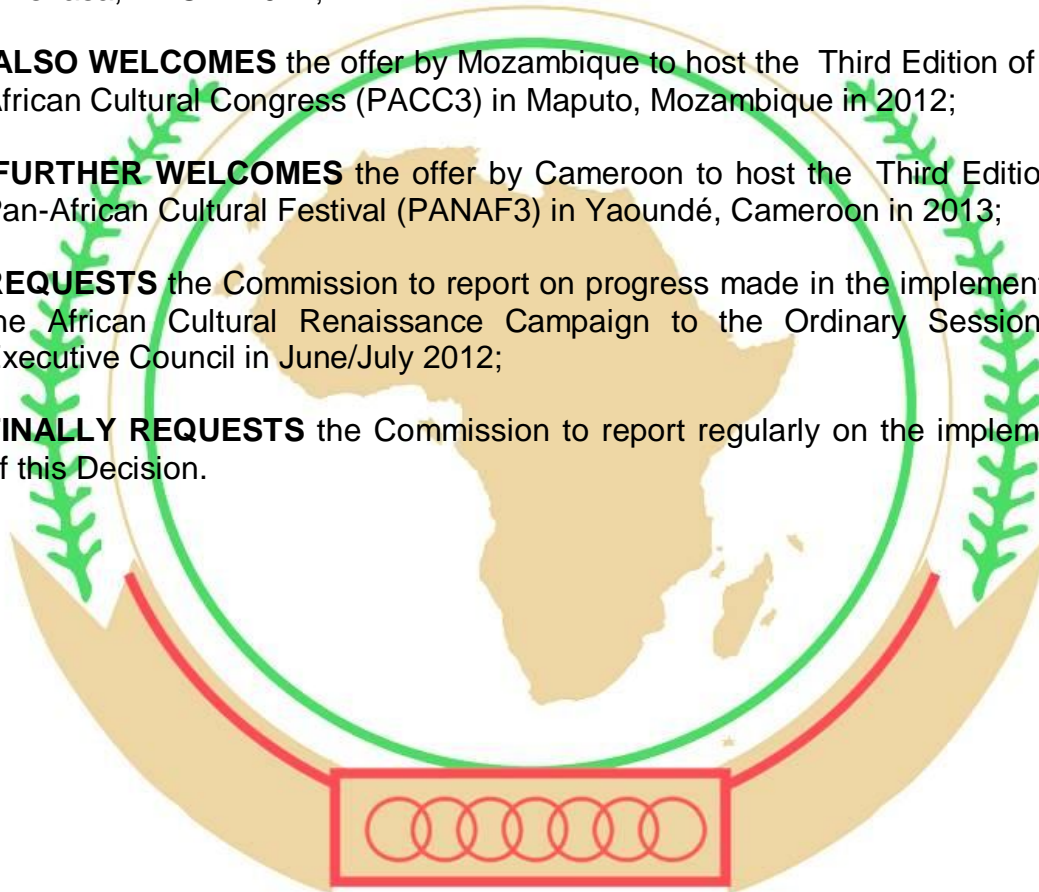 ALSO WELCOMES the offer by Mozambique to host the Third Edition of
African Cultural Congress (PACC3) in Maputo, Mozambique in 2012;
FURTHER WELCOMES the offer by Cameroon to host the Third Editio
Pan-African Cultural Festival (PANAF3) in Yaoundé, Cameroon in 2013;
REQUESTS the Commission to report on progress made in the implement
he African Cultural Renaissance Campaign to the Ordinary Session
Executive Council in June/July 2012;
FINALLY REQUESTS the Commission to report regularly on the implem
f this Decision.